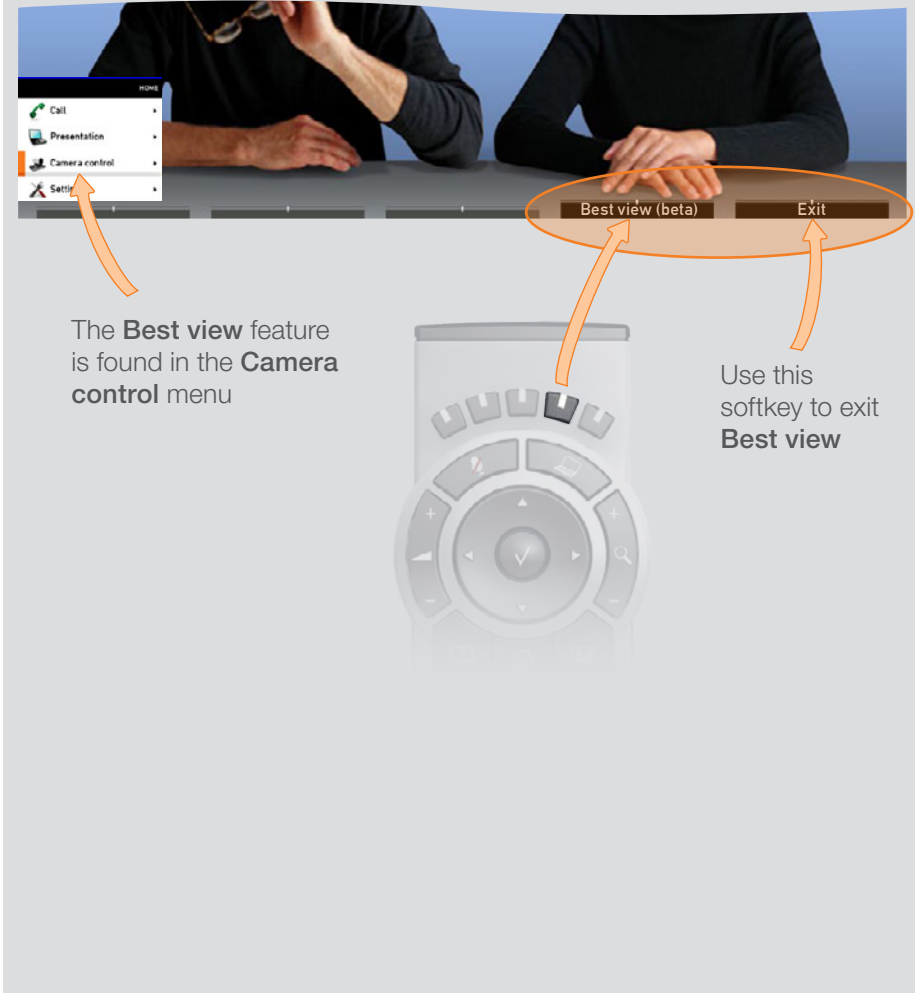 HOME
Call
Presentation
Camera control
Best view (beta)
Exit
The Best view feature
is found in the Camera
control menu
Use this
softkey to exit
Best view